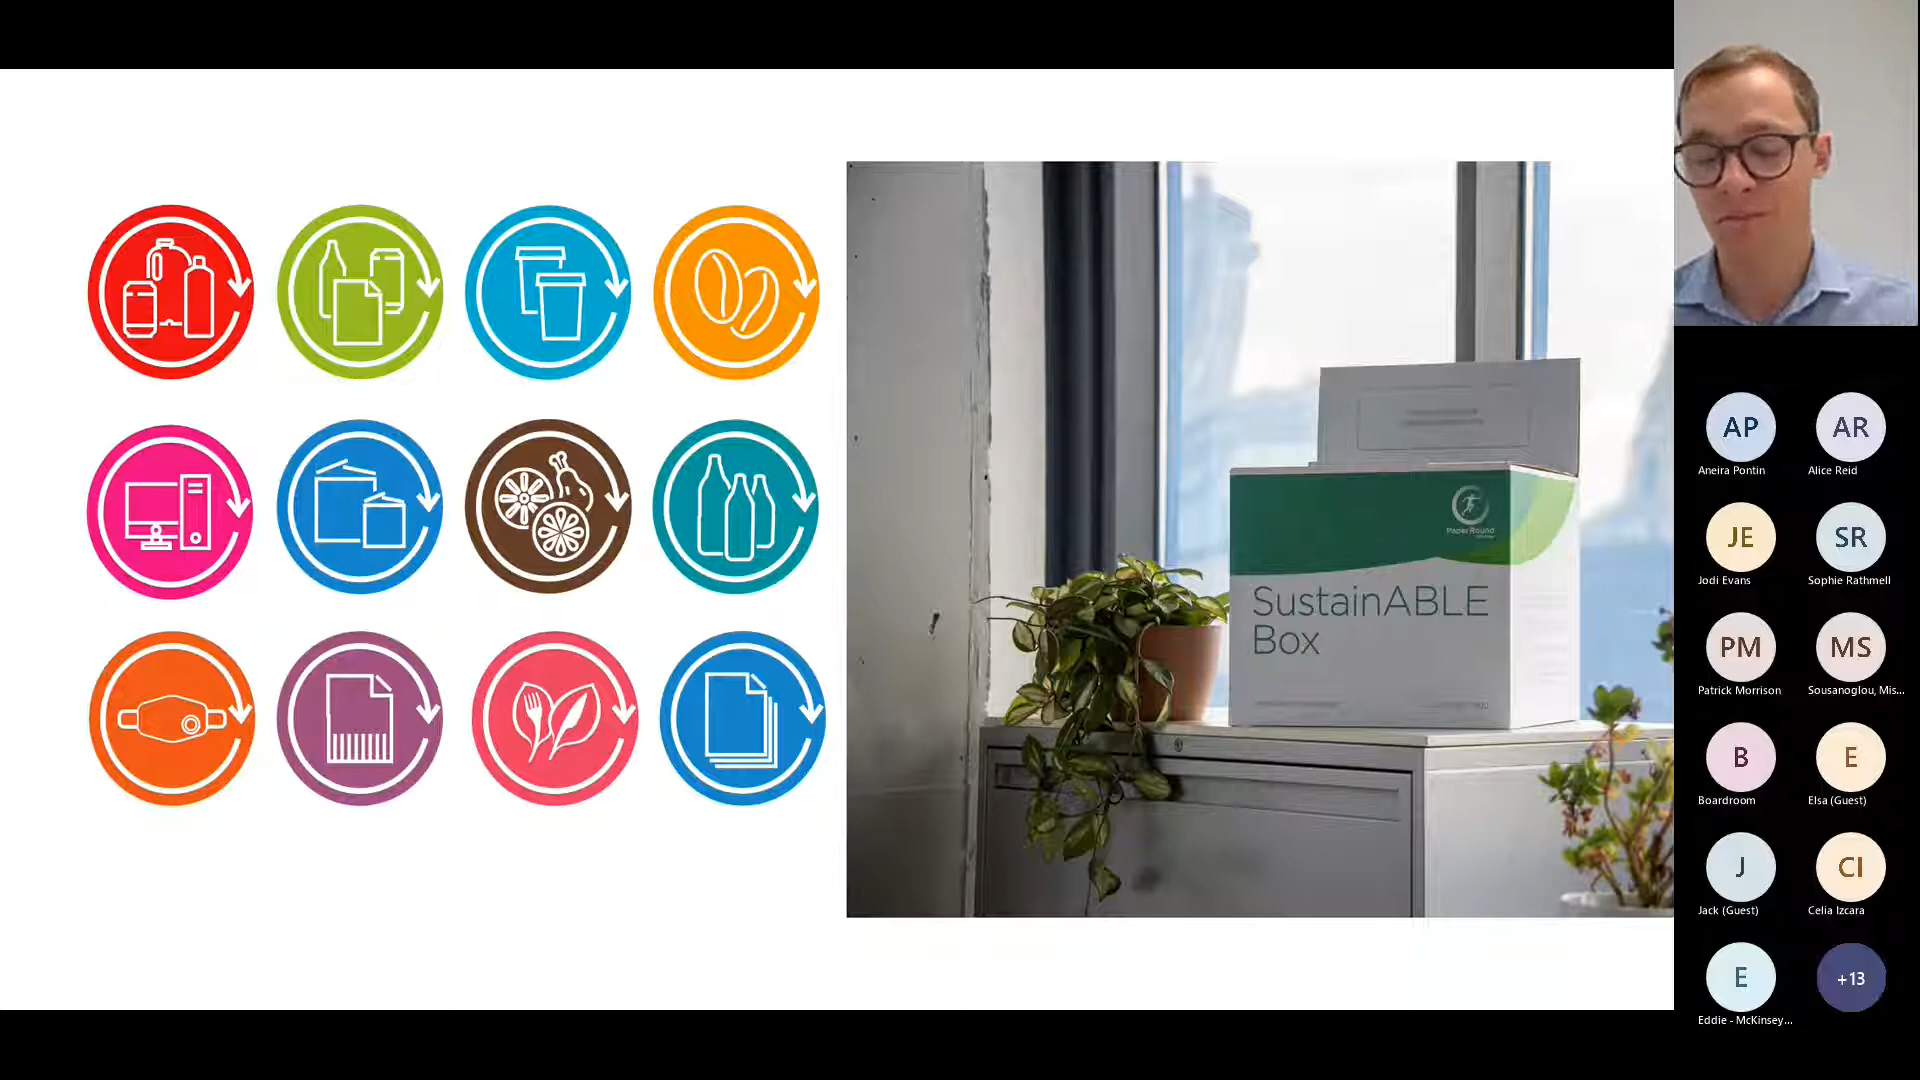 PaperRound
SustainABLE
Box
AP
AR
Aneira Pontin
Alice Reid
JE
SR
Jodi Evans
Sophie Rathmell
PM
MS
Patrick Morrison
Sousanoglou, Mis...
B
E
Boardroom
Elsa (Guest)
J
CI
Jack (Guest)
Celia Izcara
E
+13
Eddie - McKinsey...